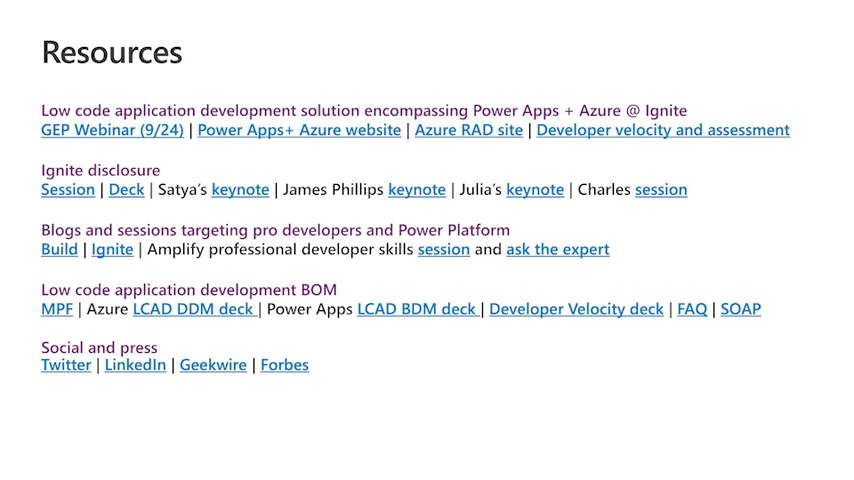 Resources
Low code application development solution encompassing Power Apps + Azure @ Ignite
GEP Webinar (9/24) | Power Apps+ Azure website | Azure RAD site | Developer velocity and assessment
Ignite disclosure
Session | Deck | Satya’s keynote | James Phillips keynote | Julia’s keynote | Charles session
Blogs and sessions targeting pro developers and Power Platform
Build | Ignite | Amplify professional developer skills session and ask the expert
Low code application development BOM
MPF | Azure LCAD DDM deck | Power Apps LCAD BDM deck | Developer Velocity deck | FAQ | SOAP
Social and press
Twitter | LinkedIn | Geekwire | Forbes